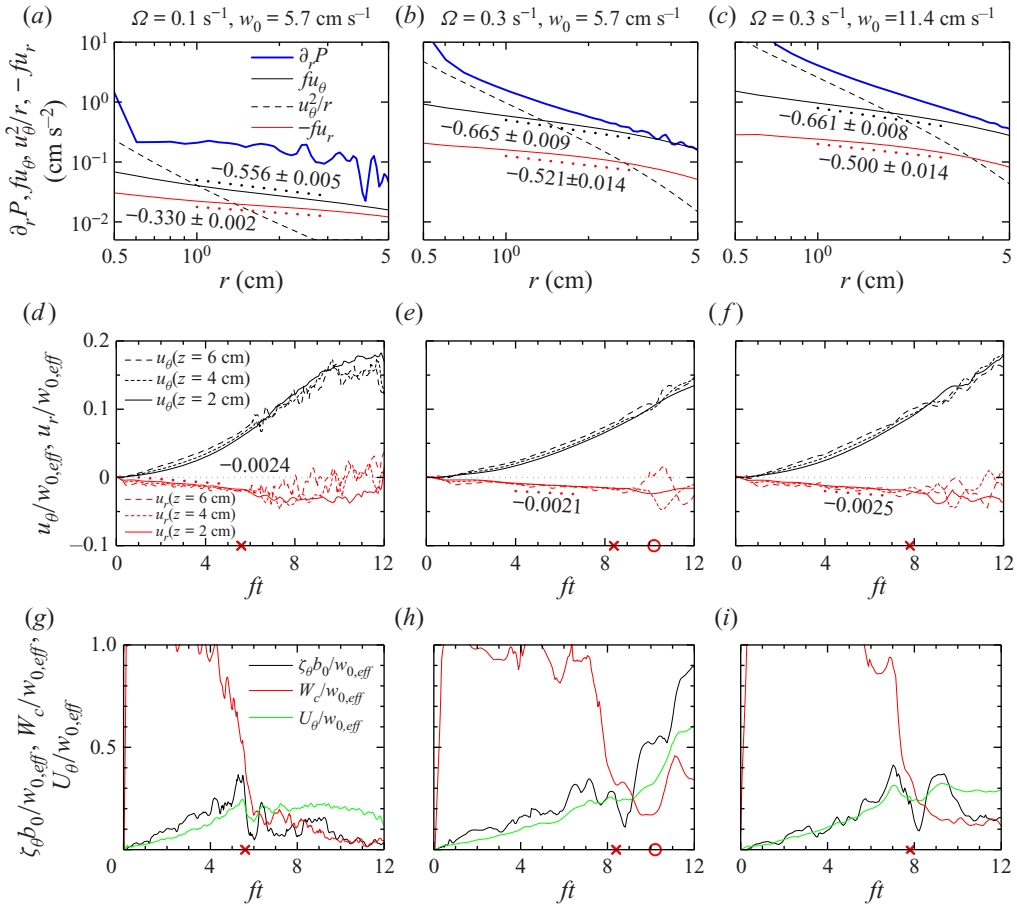 (a) Ω = 0.1 s⁻¹, w₀ = 5.7 cm s⁻¹
(b) Ω = 0.3 s⁻¹, w₀ = 5.7 cm s⁻¹
(c) Ω = 0.3 s⁻¹, w₀ =11.4 cm s⁻¹
∂ᵣP, fu_θ, u_θ²/r, −fuᵣ
(cm s⁻²)
10¹
10⁰
10⁻¹
10⁻²
∂ᵣP
fu_θ
u_θ²/r
−fuᵣ
−0.556 ± 0.005
−0.330 ± 0.002
−0.665 ±
0.009
−0.521±0.014
−0.661 ± 0.008
−0.500 ± 0.014
0.5 10⁰ 5
0.5 10⁰ 5
0.5 10⁰ 5
r (cm)
r (cm)
r (cm)
(d)
(e)
(f)
u_θ/w₀,eff, uᵣ/w₀,eff
0.2
0.1
0
−0.1
u_θ(z = 6 cm)
u_θ(z = 4 cm)
u_θ(z = 2 cm)
−0.0024
uᵣ(z = 6 cm)
uᵣ(z = 4 cm)
uᵣ(z = 2 cm)
−0.0021
−0.0025
0 4 8 12
0 4 8 12
0 4 8 12
ft
ft
ft
(g)
(h)
(i)
ζ_θb₀/w₀,eff, W_c/w₀,eff,
U_θ/w₀,eff
1.0
0.5
0
ζ_θb₀/w₀,eff
W_c/w₀,eff
U_θ/w₀,eff
0 4 8 12
0 4 8 12
0 4 8 12
ft
ft
ft